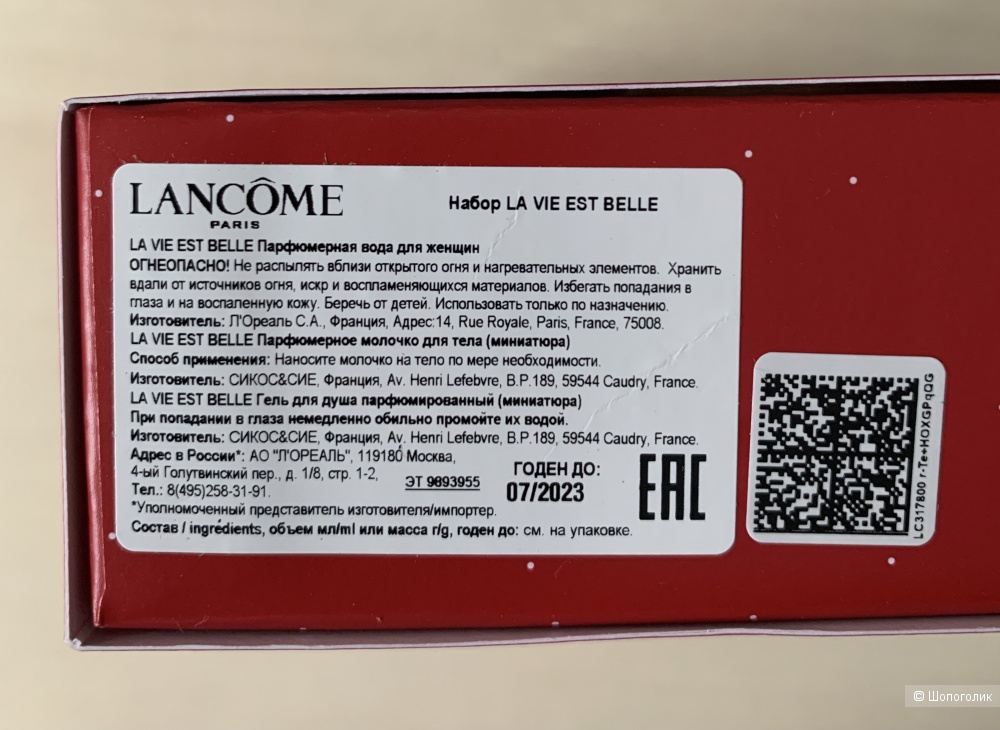 LANCÔME
PARIS
Набор LA VIE EST BELLE
LA VIE EST BELLE Парфюмерная вода для женщин
ОГНЕОПАСНО! Не распылять вблизи открытого огня и нагревательных элементов. Хранить
вдали от источников огня, искр и воспламеняющихся материалов. Избегать попадания в
глаза и на воспаленную кожу. Беречь от детей. Использовать только по назначению.
Изготовитель: Л'Ореаль С.А., Франция, Адрес:14, Rue Royale, Paris, France, 75008.
LA VIE EST BELLE Парфюмерное молочко для тела (миниатюра)
Способ применения: Наносите молочко на тело по мере необходимости.
Изготовитель: СИКОС&СИЕ, Франция, Av. Henri Lefebvre, B.P.189, 59544 Caudry, France.
LA VIE EST BELLE Гель для душа парфюмированный (миниатюра)
При попадании в глаза немедленно обильно промойте их водой.
Изготовитель: СИКОС&СИЕ, Франция, Av. Henri Lefebvre, B.P.189, 59544 Caudry, France.
Адрес в России*: АО "Л'ОРЕАЛЬ", 119180 Москва,
4-ый Голутвинский пер., д. 1/8, стр. 1-2,
Тел.: 8(495)258-31-91.
ЭТ 9893955
ГОДЕН ДО:
07/2023
EAC
*Уполномоченный представитель изготовителя/импортер.
Состав / ingrédients, объем мл/ml или масса г/g, годен до: см. на упаковке.
LC317800 r-Te+HOXGPqQG
© Шопоголик